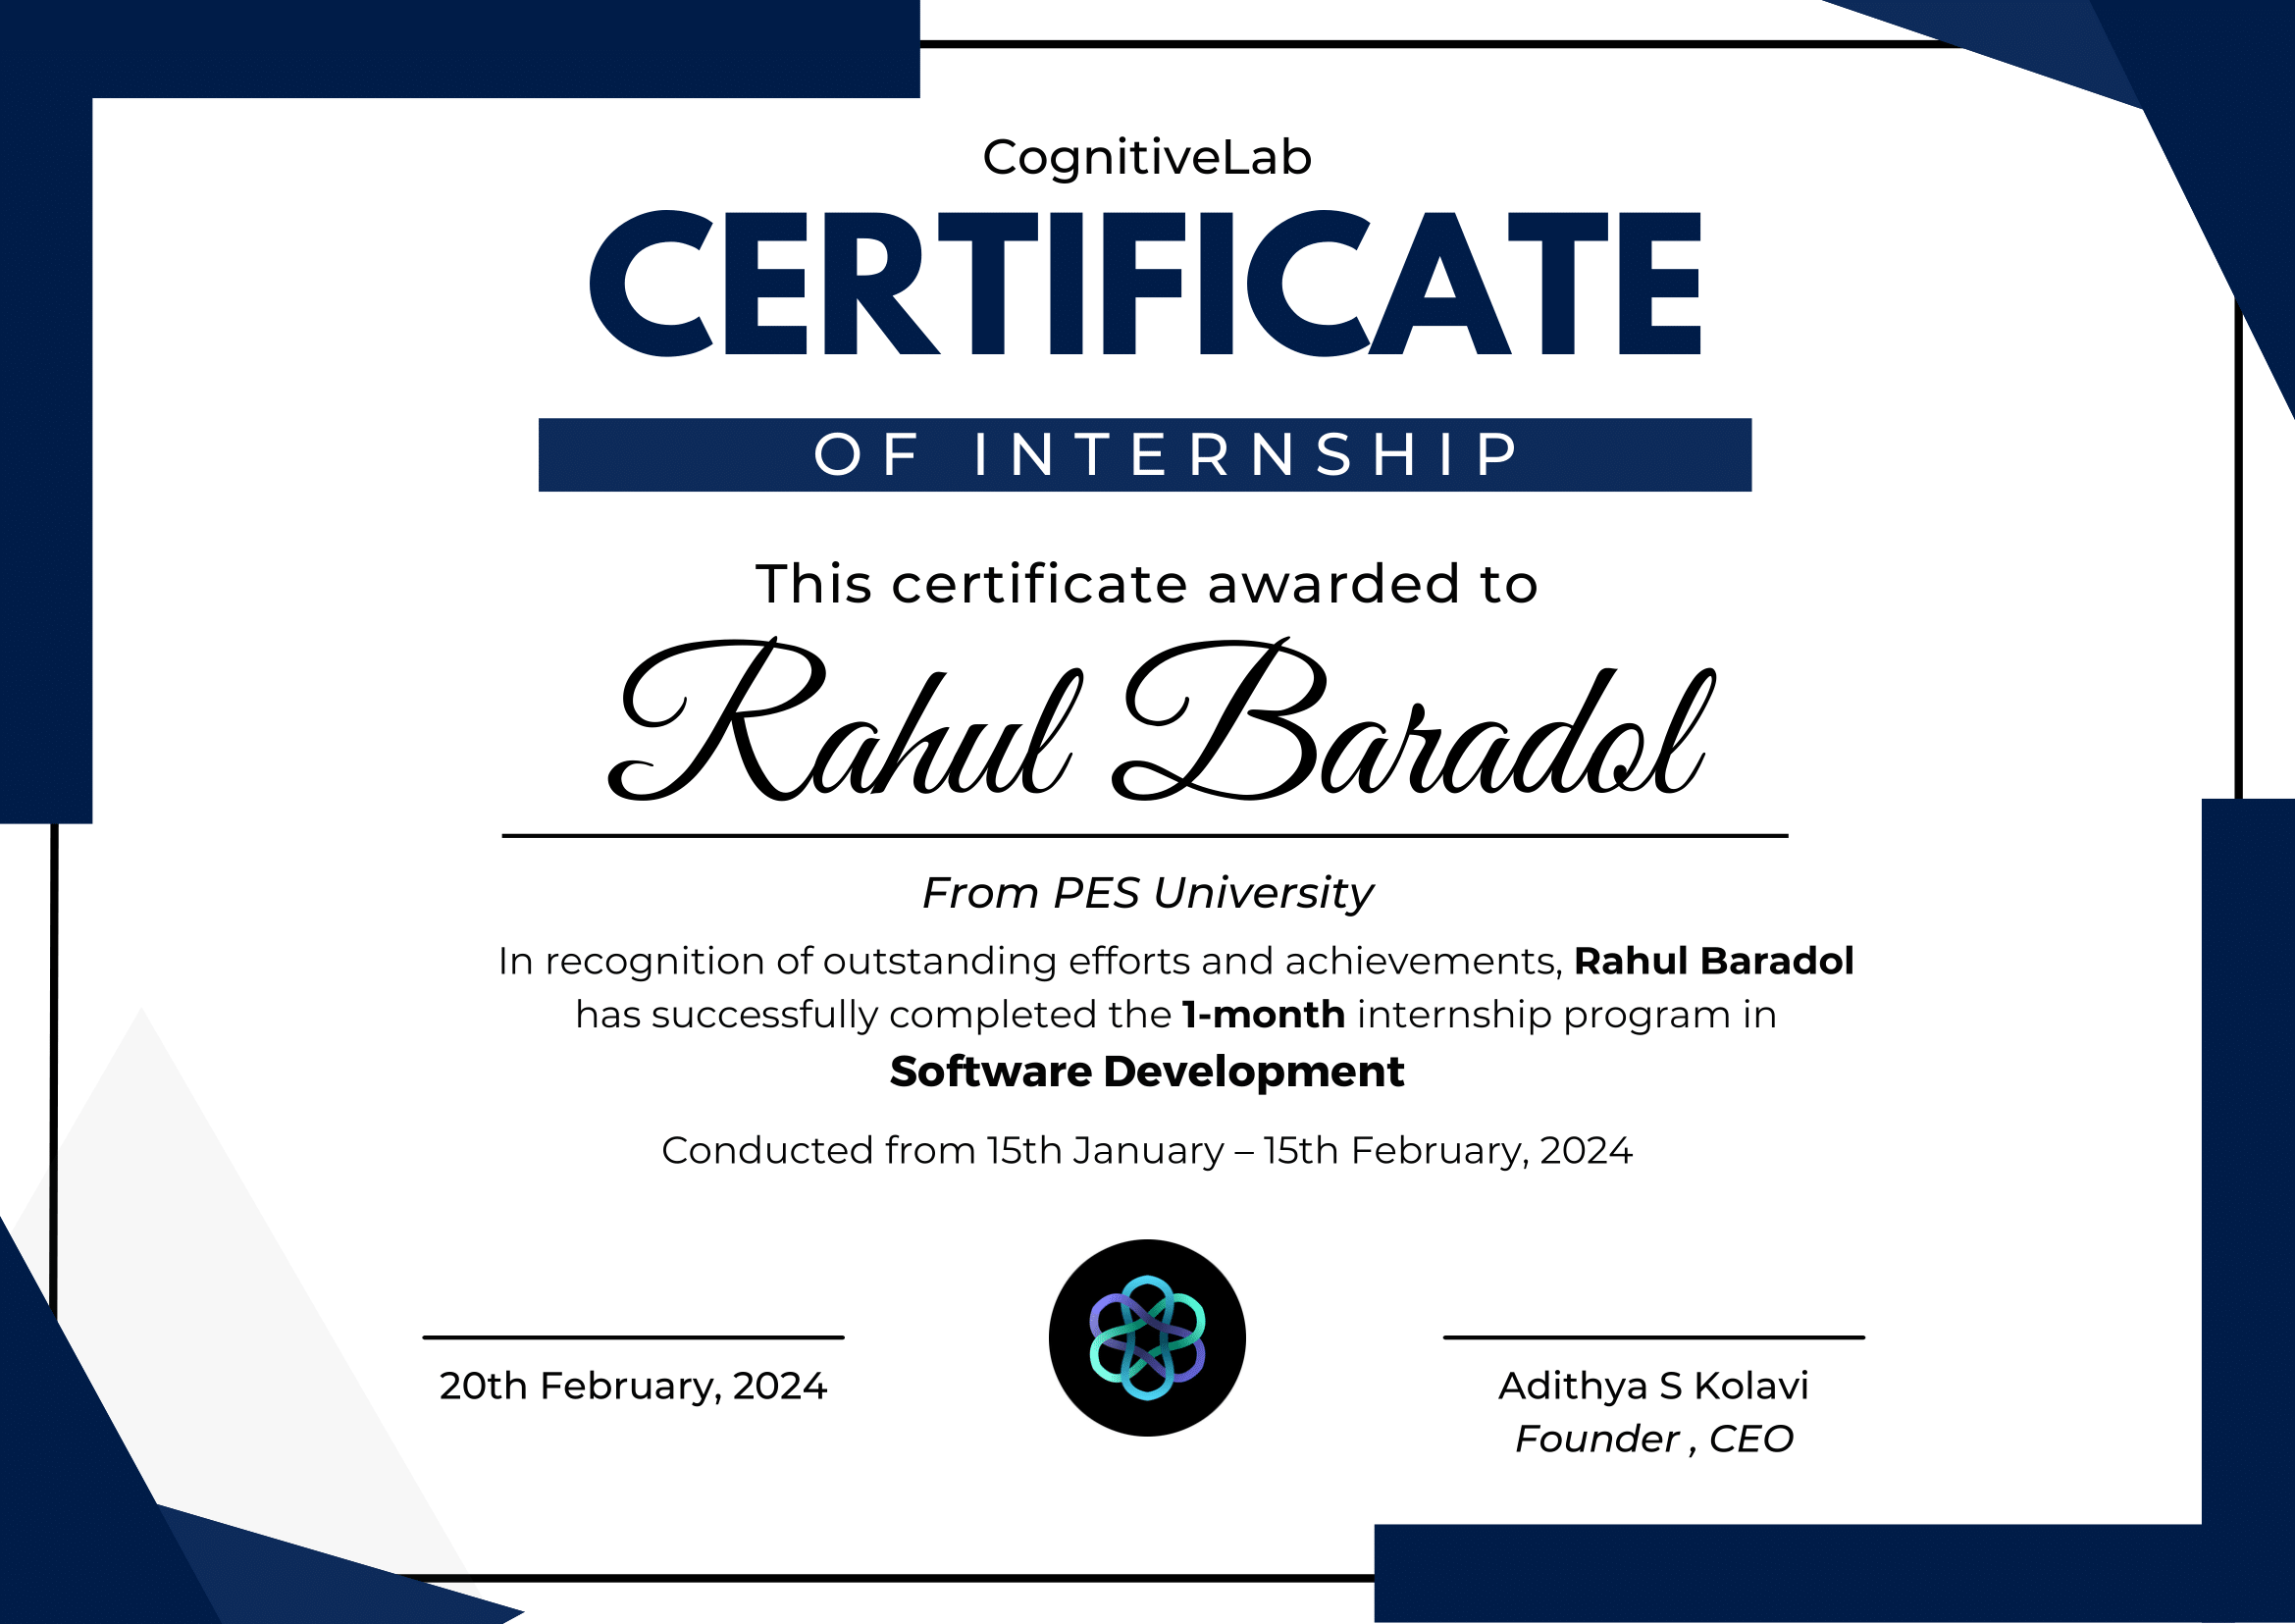 CognitiveLab
CERTIFICATE
OF INTERNSHIP
This certificate awarded to
Rahul Baradol
From PES University
In recognition of outstanding efforts and achievements, Rahul Baradol
has successfully completed the 1-month internship program in
Software Development
Conducted from 15th January – 15th February, 2024
20th February, 2024
Adithya S Kolavi
Founder , CEO